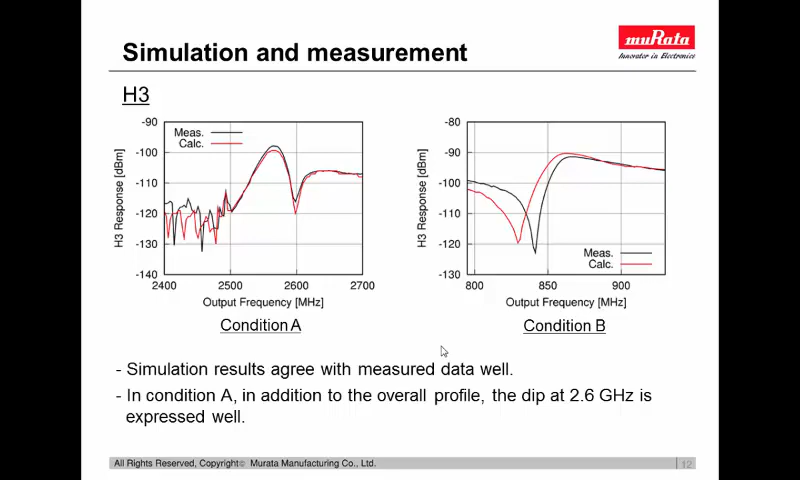 Simulation and measurement
muRata
Innovator in Electronics
H3
-90
-100
-110
-120
-130
-140
H3 Response [dBm]
Meas.
Calc.
2400 2500 2600 2700
Output Frequency [MHz]
Condition A
-80
-90
-100
-110
-120
-130
H3 Response [dBm]
Meas.
Calc.
800 850 900
Output Frequency [MHz]
Condition B
- Simulation results agree with measured data well.
- In condition A, in addition to the overall profile, the dip at 2.6 GHz is
expressed well.
All Rights Reserved, Copyright© Murata Manufacturing Co., Ltd.
12